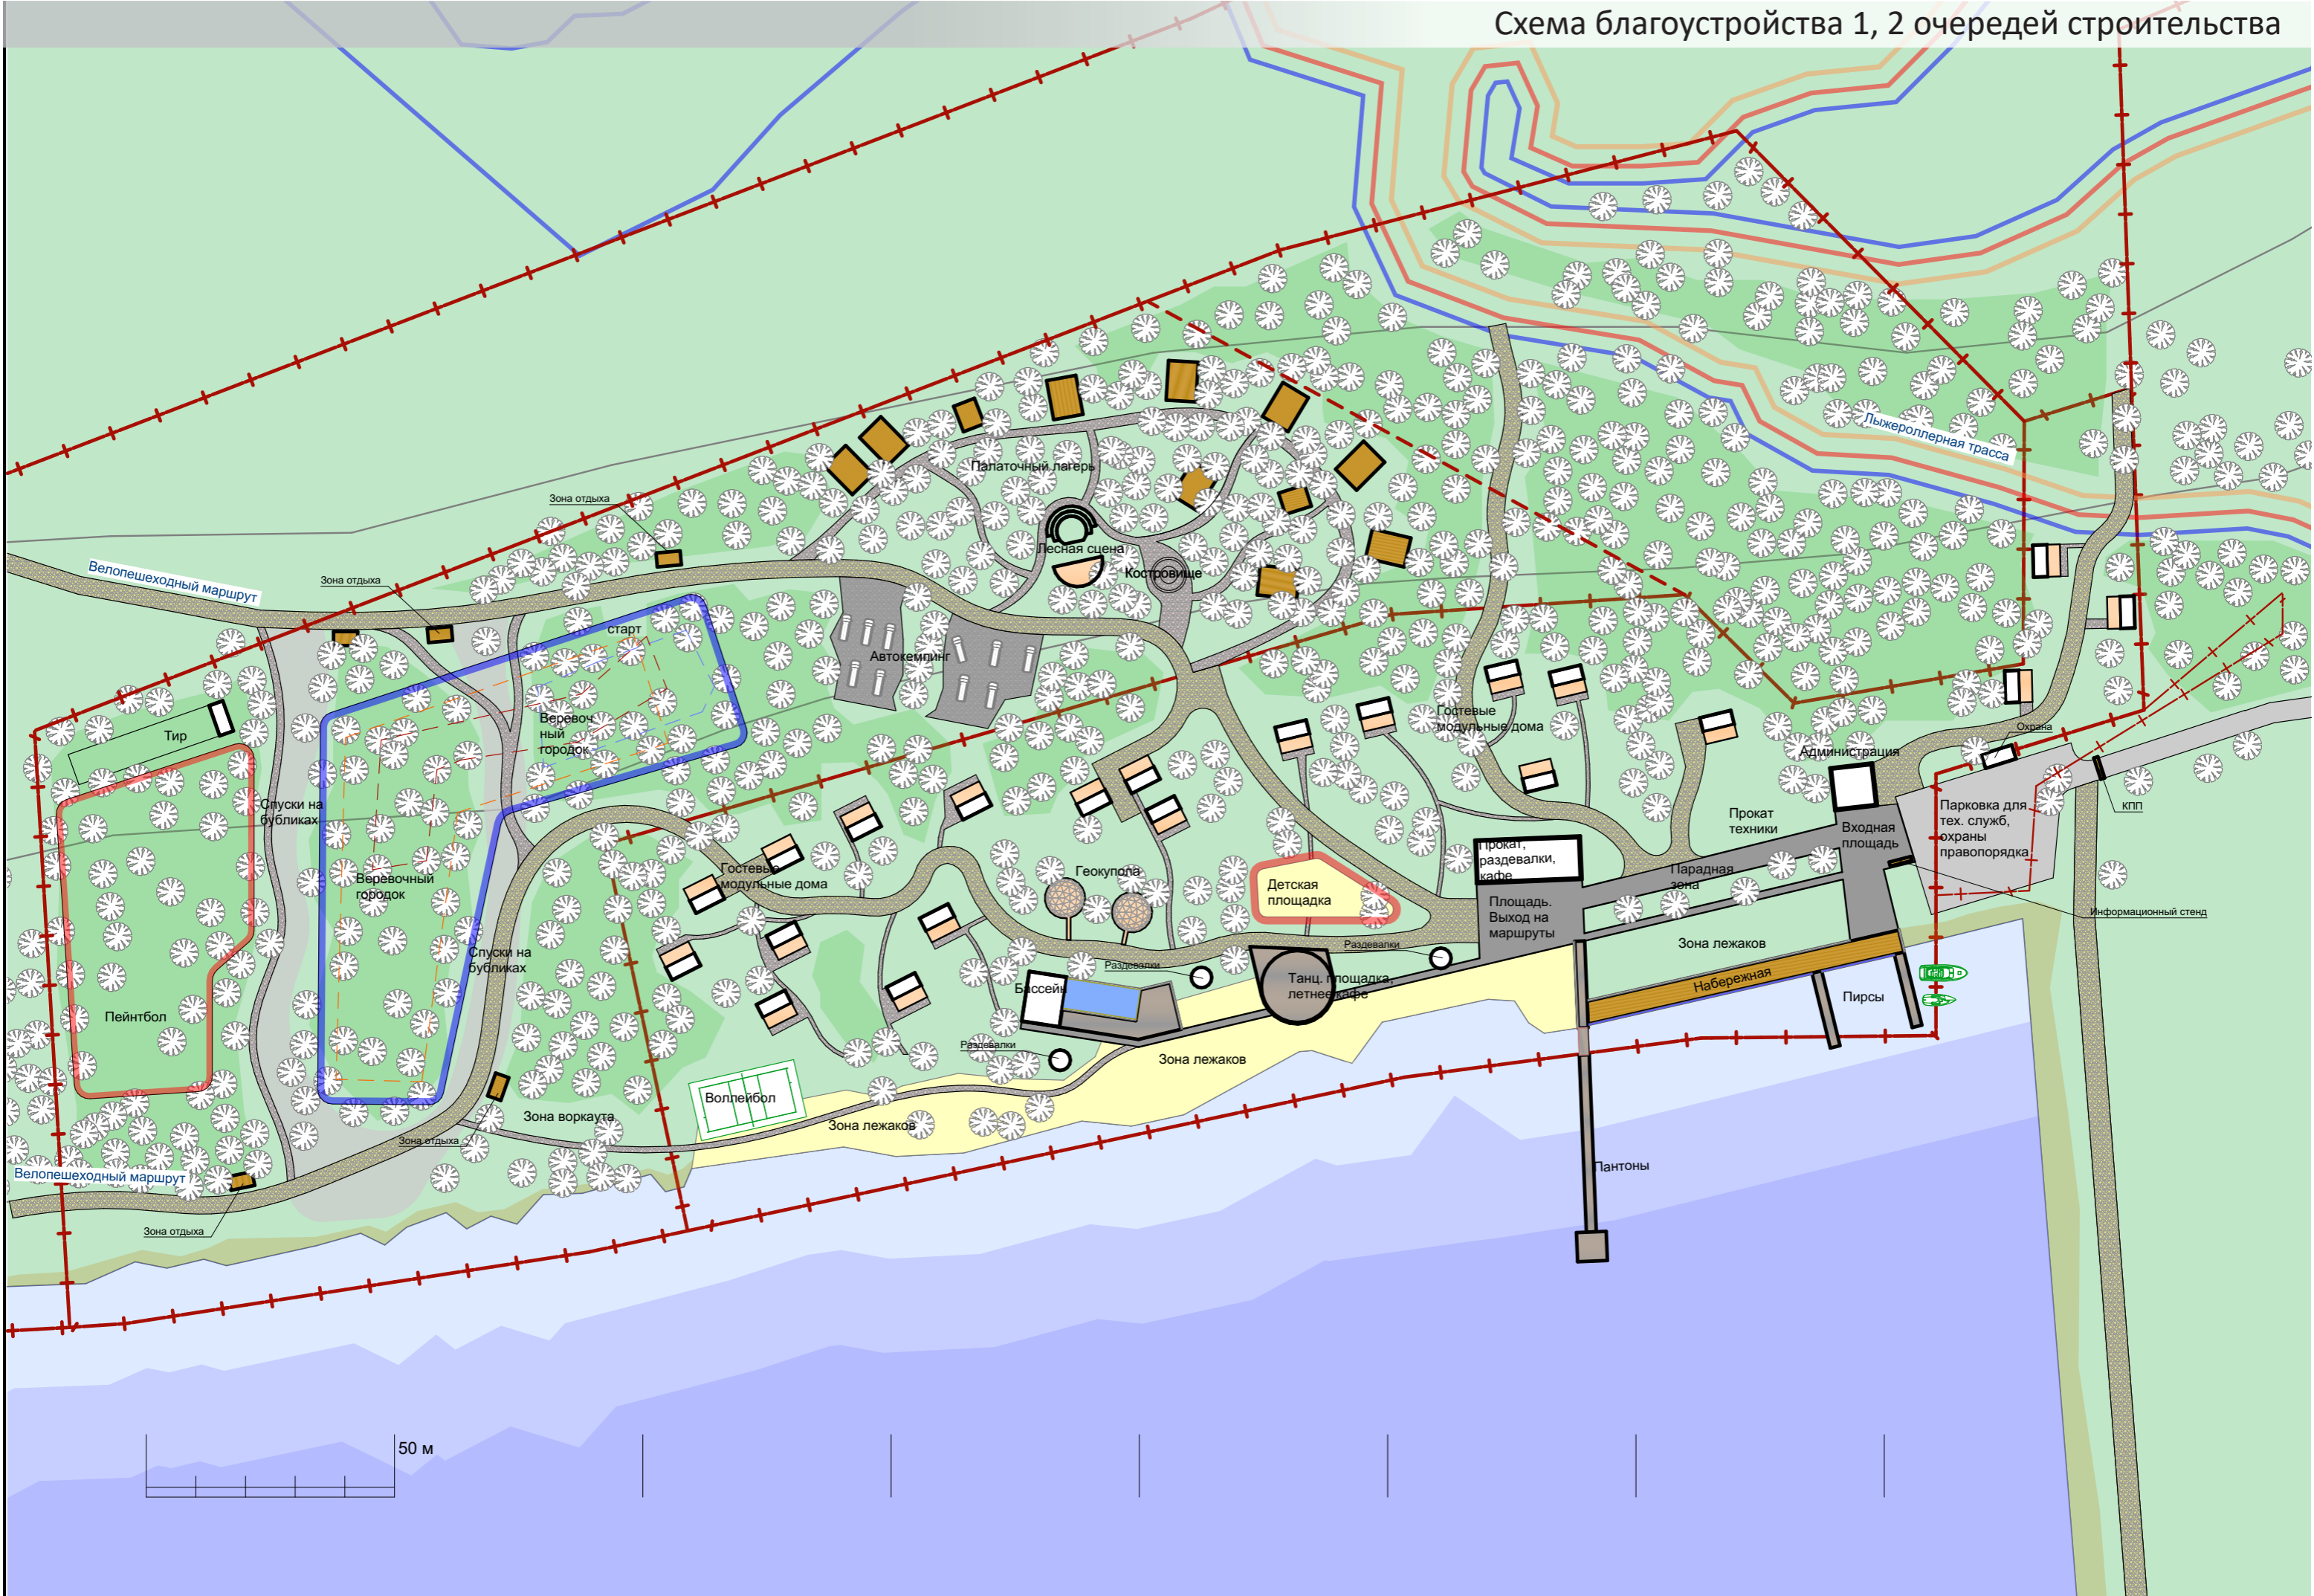 Схема благоустройства 1, 2 очередей строительства
Лыжероллерная трасса
Палаточный лагерь
Зона отдыха
Лесная сцена
Костровище
Велопешеходный маршрут
Зона отдыха
старт
Автокемпинг
Веревоч
ный
городок
Тир
Гостевые
модульные дома
Охрана
Администрация
КПП
Спуски на
бубликах
Прокат
техники
Входная
площадь
Парковка для
тех. служб,
охраны
правопорядка
Прокат,
раздевалки,
кафе
Парадная
зона
Веревочный
городок
Гостевые
модульные дома
Геокупола
Детская
площадка
Площадь.
Выход на
маршруты
Информационный стенд
Зона лежаков
Раздевалки
Спуски на
бубликах
Раздевалки
Танц. площадка,
летнее кафе
Бассейн
Набережная
Пирсы
Пейнтбол
Раздевалки
Зона лежаков
Воллейбол
Зона воркаута
Зона лежаков
Зона отдыха
Велопешеходный маршрут
Пантоны
Зона отдыха
50 м